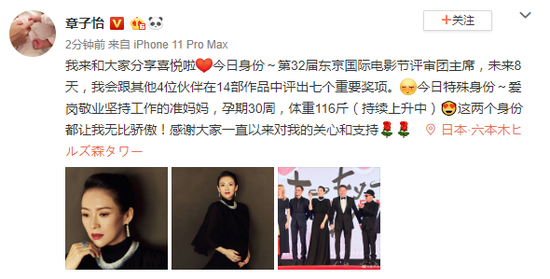 章子怡
+关注
2分钟前 来自 iPhone 11 Pro Max
我来和大家分享喜悦啦❤️今日身份～第32届东京国际电影节评审团主席，未来8
天，我会跟其他4位伙伴在14部作品中评出七个重要奖项。😙今日特殊身份～爱
岗敬业坚持工作的准妈妈，孕期30周，体重116斤（持续上升中）😍这两个身份
都让我无比骄傲！感谢大家一直以来对我的关心和支持🌹🌹 日本·六本木ヒ
ルズ森タワー